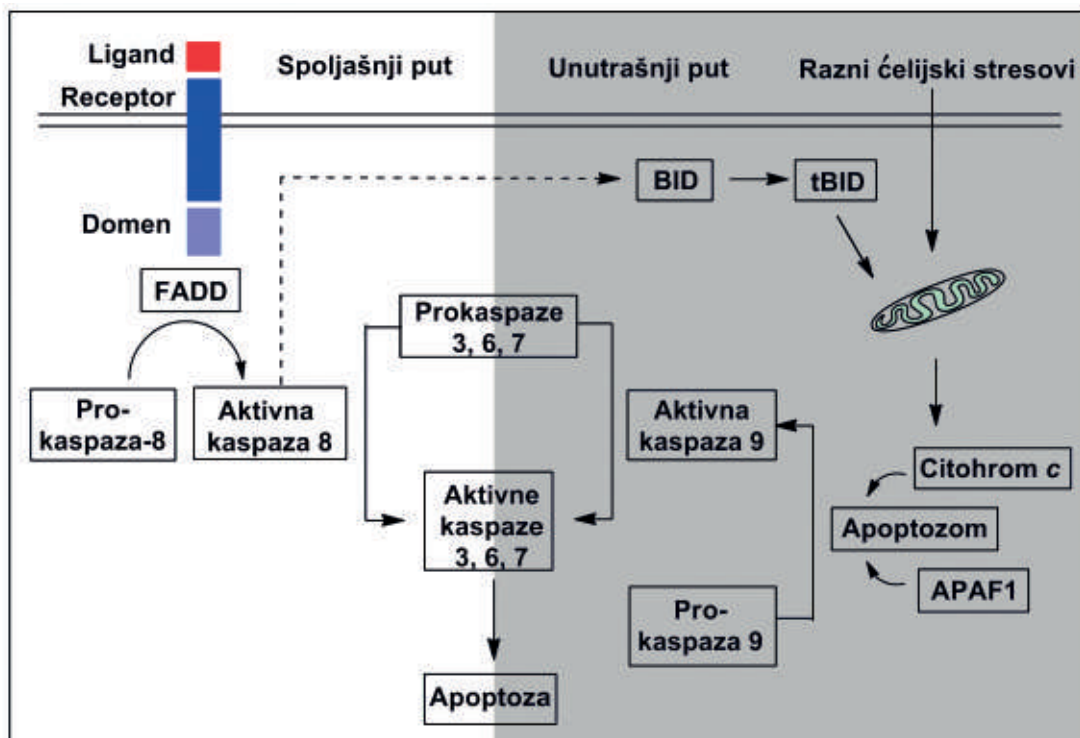 Ligand
Spoljašnji put
Unutrašnji put
Razni ćelijski stresovi
Receptor
BID
tBID
Domen
FADD
Prokaspaze
3, 6, 7
Pro-
kaspaza-8
Aktivna
kaspaza 8
Aktivna
kaspaza 9
Citohrom c
Aktivne
kaspaze
3, 6, 7
Apoptozom
APAF1
Pro-
kaspaza 9
Apoptoza